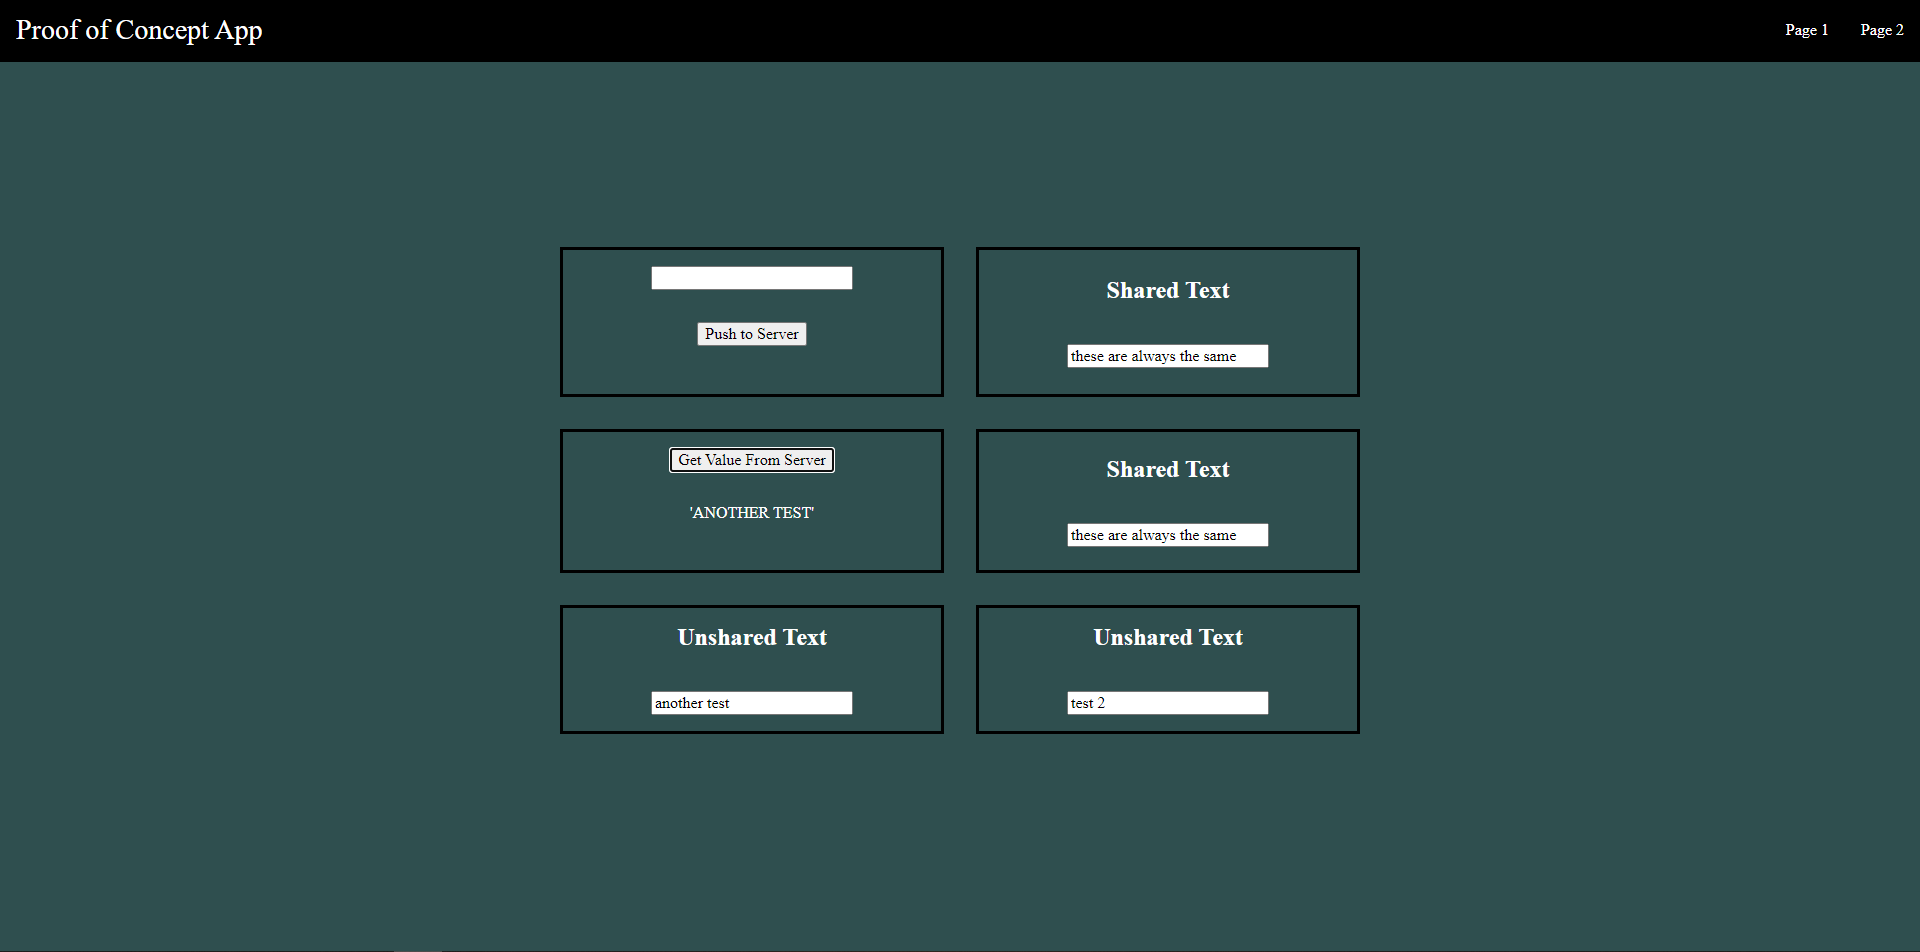 Proof of Concept App
Page 1
Page 2
Push to Server
Shared Text
these are always the same
Get Value From Server
'ANOTHER TEST'
Shared Text
these are always the same
Unshared Text
another test
Unshared Text
test 2